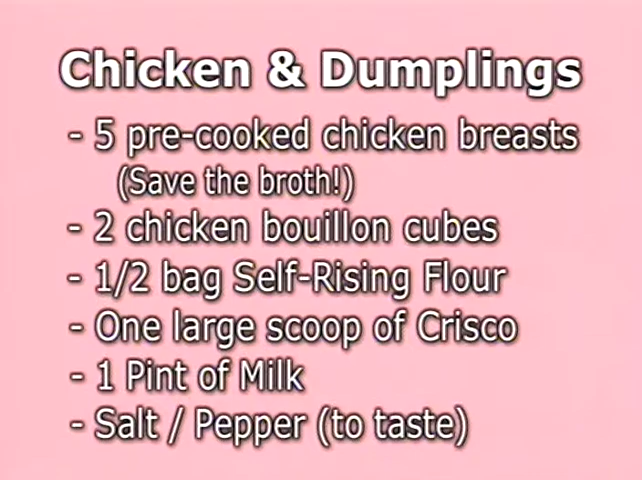 Chicken & Dumplings
- 5 pre-cooked chicken breasts
(Save the broth!)
- 2 chicken bouillon cubes
- 1/2 bag Self-Rising Flour
- One large scoop of Crisco
- 1 Pint of Milk
- Salt / Pepper (to taste)